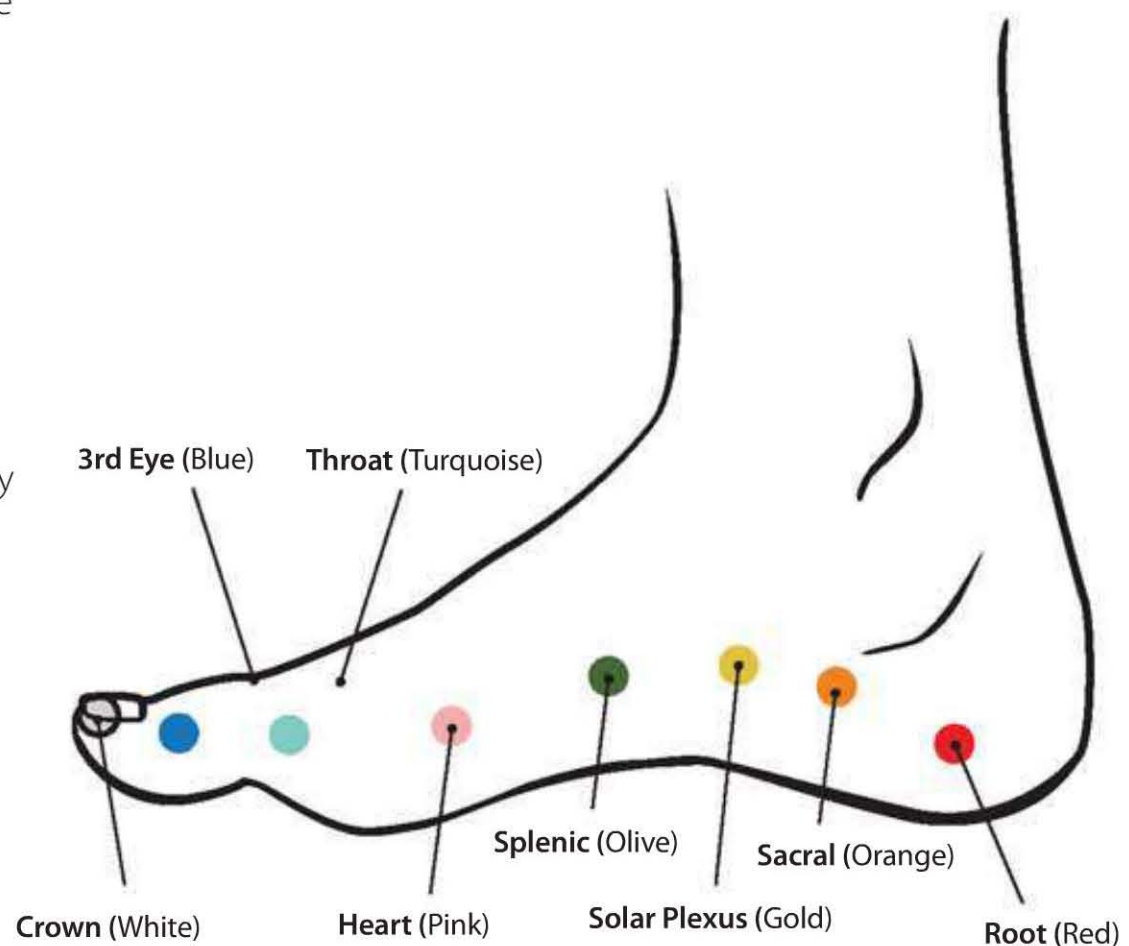 e
y
3rd Eye (Blue)
Throat (Turquoise)
Splenic (Olive)
Sacral (Orange)
Crown (White)
Heart (Pink)
Solar Plexus (Gold)
Root (Red)